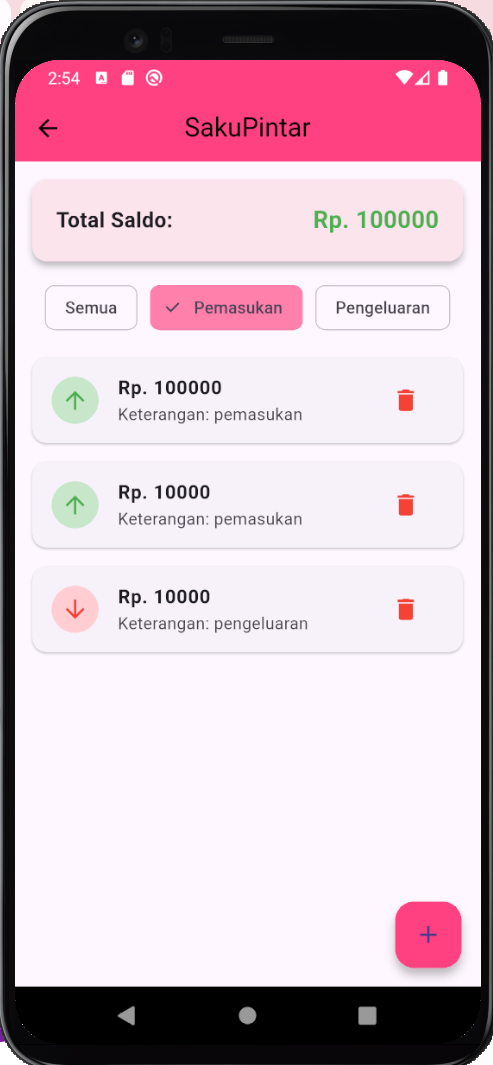 2:54
SakuPintar
Total Saldo: Rp. 100000
Semua Pemasukan Pengeluaran
Rp. 100000
Keterangan: pemasukan
Rp. 10000
Keterangan: pemasukan
Rp. 10000
Keterangan: pengeluaran